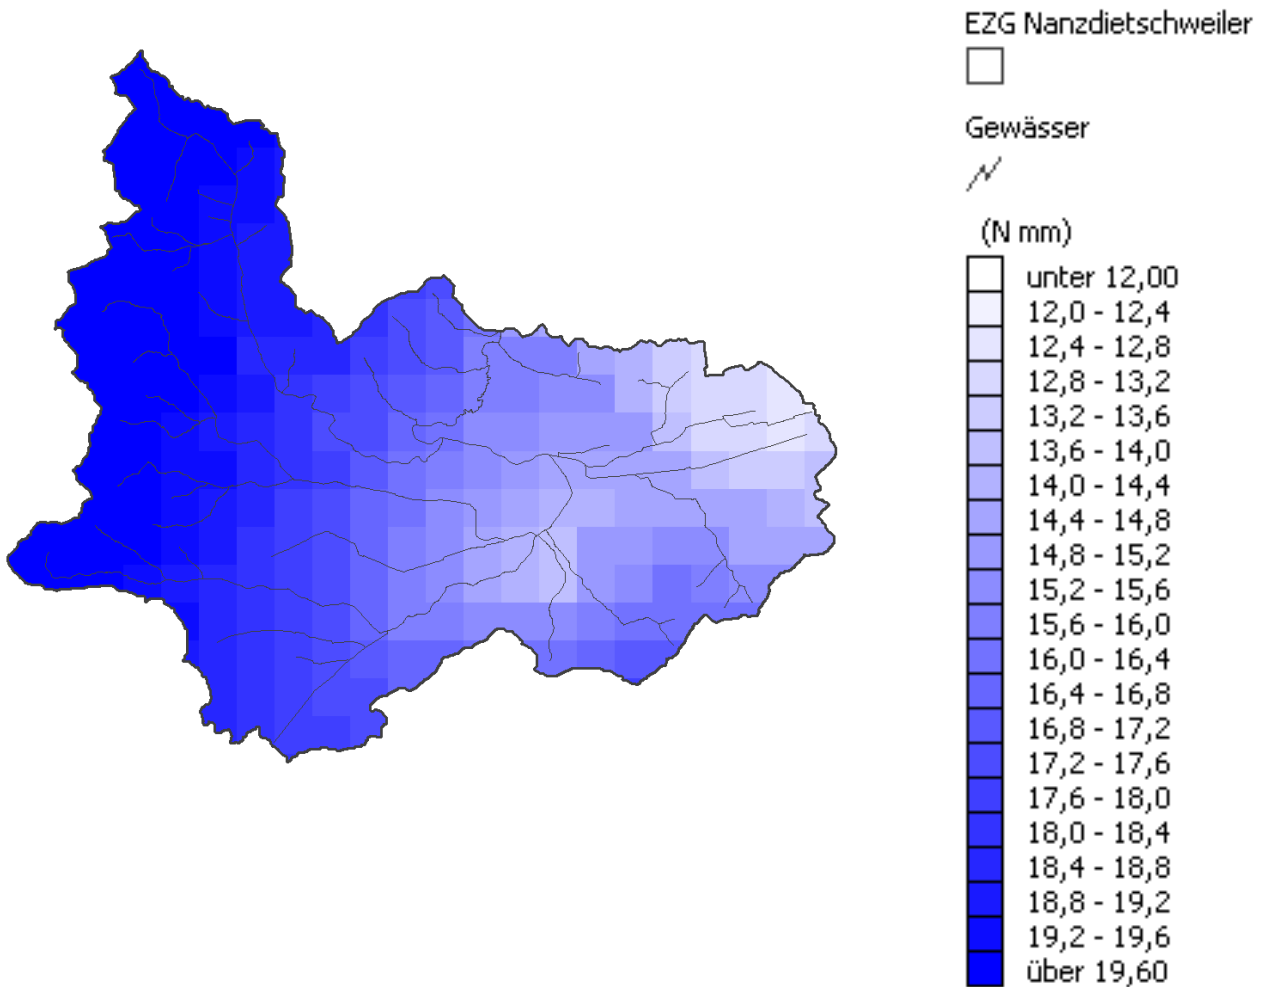 EZG Nanzdietschweiler
Gewässer
(N mm)
unter 12,00
12,0 - 12,4
12,4 - 12,8
12,8 - 13,2
13,2 - 13,6
13,6 - 14,0
14,0 - 14,4
14,4 - 14,8
14,8 - 15,2
15,2 - 15,6
15,6 - 16,0
16,0 - 16,4
16,4 - 16,8
16,8 - 17,2
17,2 - 17,6
17,6 - 18,0
18,0 - 18,4
18,4 - 18,8
18,8 - 19,2
19,2 - 19,6
über 19,60